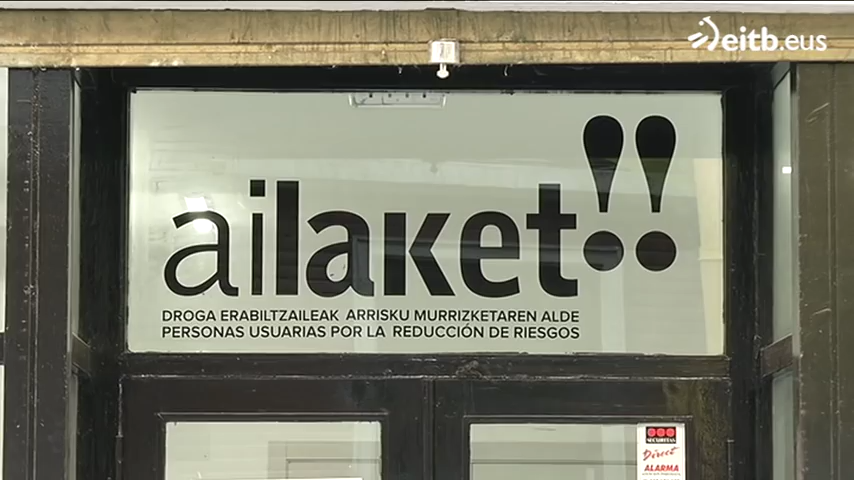 eitb.eus
ailaket!!
DROGA ERABILTZAILEAK ARRISKU MURRIZKETAREN ALDE
PERSONAS USUARIAS POR LA REDUCCIÓN DE RIESGOS
SECURITAS
Direct
ALARMA